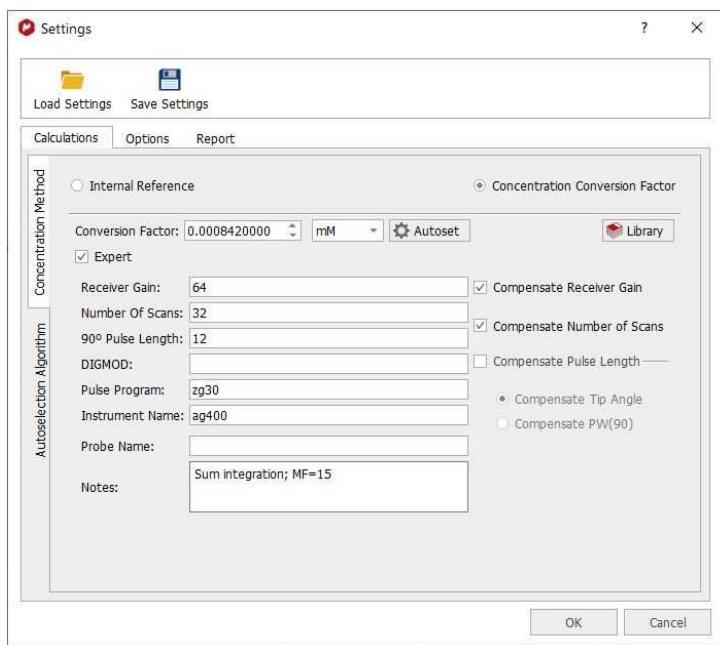 Settings
?
Load Settings Save Settings
Calculations Options Report
Concentration Method
Autoselection Algorithm
Internal Reference Concentration Conversion Factor
Conversion Factor: 0.0008420000 mM Autoset Library
Expert
Receiver Gain: 64 Compensate Receiver Gain
Number Of Scans: 32 Compensate Number of Scans
90º Pulse Length: 12
DIGMOD: Compensate Pulse Length
Pulse Program: zg30 Compensate Tip Angle
Instrument Name: ag400 Compensate PW(90)
Probe Name:
Notes: Sum integration; MF=15
OK Cancel